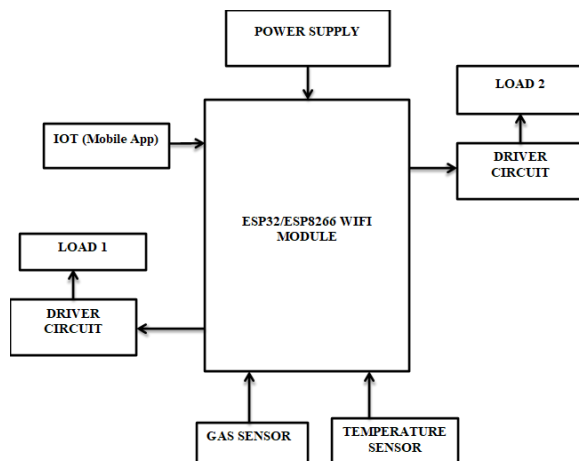 POWER SUPPLY
LOAD 2
IOT (Mobile App)
DRIVER
CIRCUIT
ESP32/ESP8266 WIFI
MODULE
LOAD 1
DRIVER
CIRCUIT
GAS SENSOR
TEMPERATURE
SENSOR